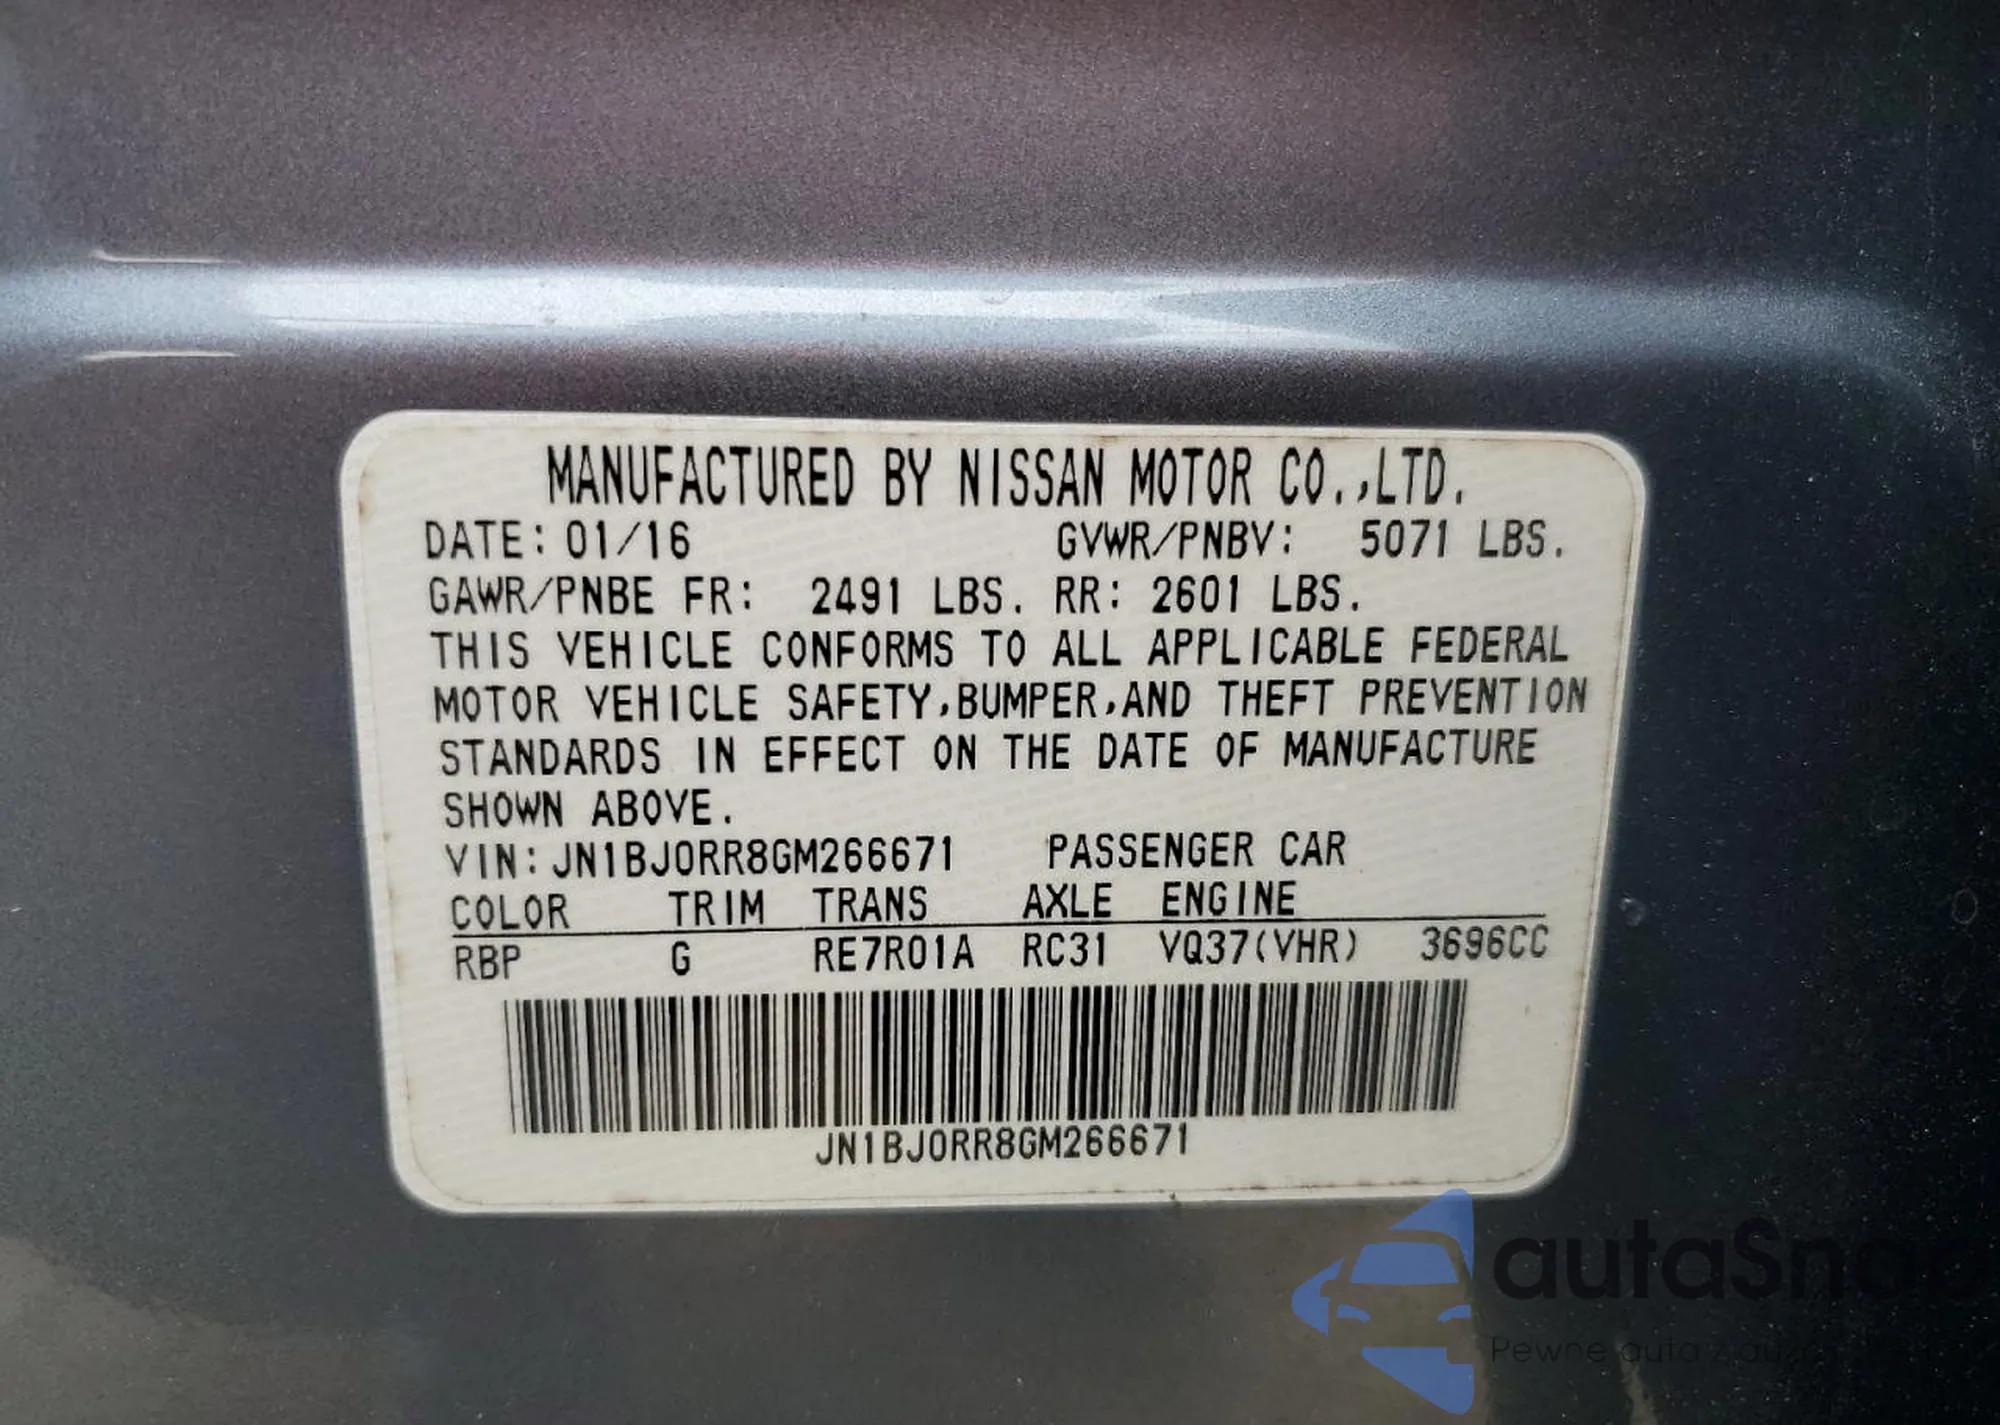 MANUFACTURED BY NISSAN MOTOR CO.,LTD.
DATE: 01/16 GVWR/PNBV: 5071 LBS.
GAWR/PNBE FR: 2491 LBS. RR: 2601 LBS.
THIS VEHICLE CONFORMS TO ALL APPLICABLE FEDERAL
MOTOR VEHICLE SAFETY,BUMPER,AND THEFT PREVENTION
STANDARDS IN EFFECT ON THE DATE OF MANUFACTURE
SHOWN ABOVE.
VIN: JN1BJ0RR8GM266671 PASSENGER CAR
COLOR TRIM TRANS AXLE ENGINE
RBP G RE7R01A RC31 VQ37(VHR) 3696CC
JN1BJ0RR8GM266671
autaSna
Pewne auta z